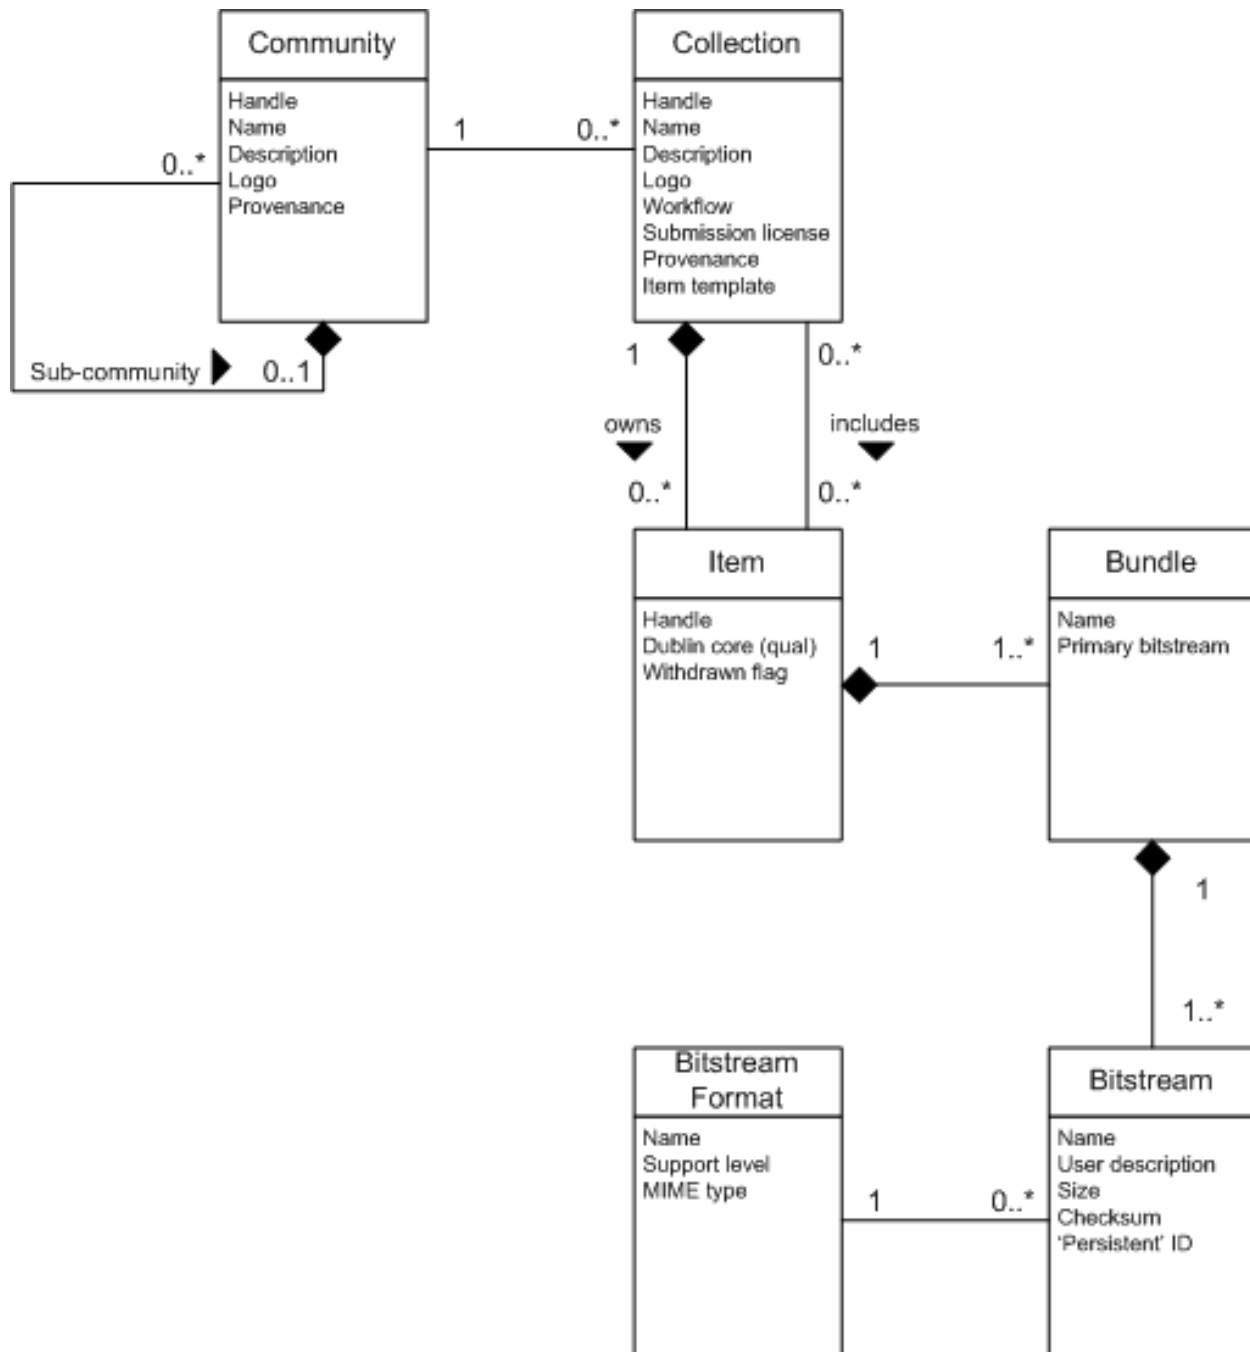 Community
Handle
Name
Description
Logo
Provenance
0..*
Sub-community
0..1
1
0..*
Collection
Handle
Name
Description
Logo
Workflow
Submission license
Provenance
Item template
1
0..*
owns
includes
0..*
0..*
Item
Handle
Dublin core (qual)
Withdrawn flag
1
1..*
Bundle
Name
Primary bitstream
1
1..*
Bitstream
Format
Name
Support level
MIME type
1
0..*
Bitstream
Name
User description
Size
Checksum
‘Persistent’ ID